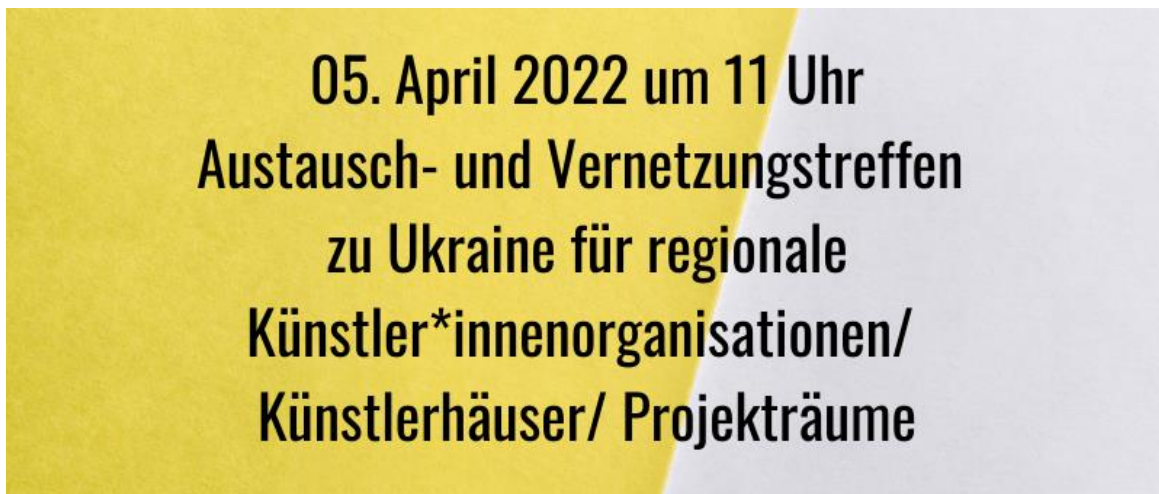 05. April 2022 um 11 Uhr
Austausch- und Vernetzungstreffen
zu Ukraine für regionale
Künstler*innenorganisationen/
Künstlerhäuser/ Projekträume